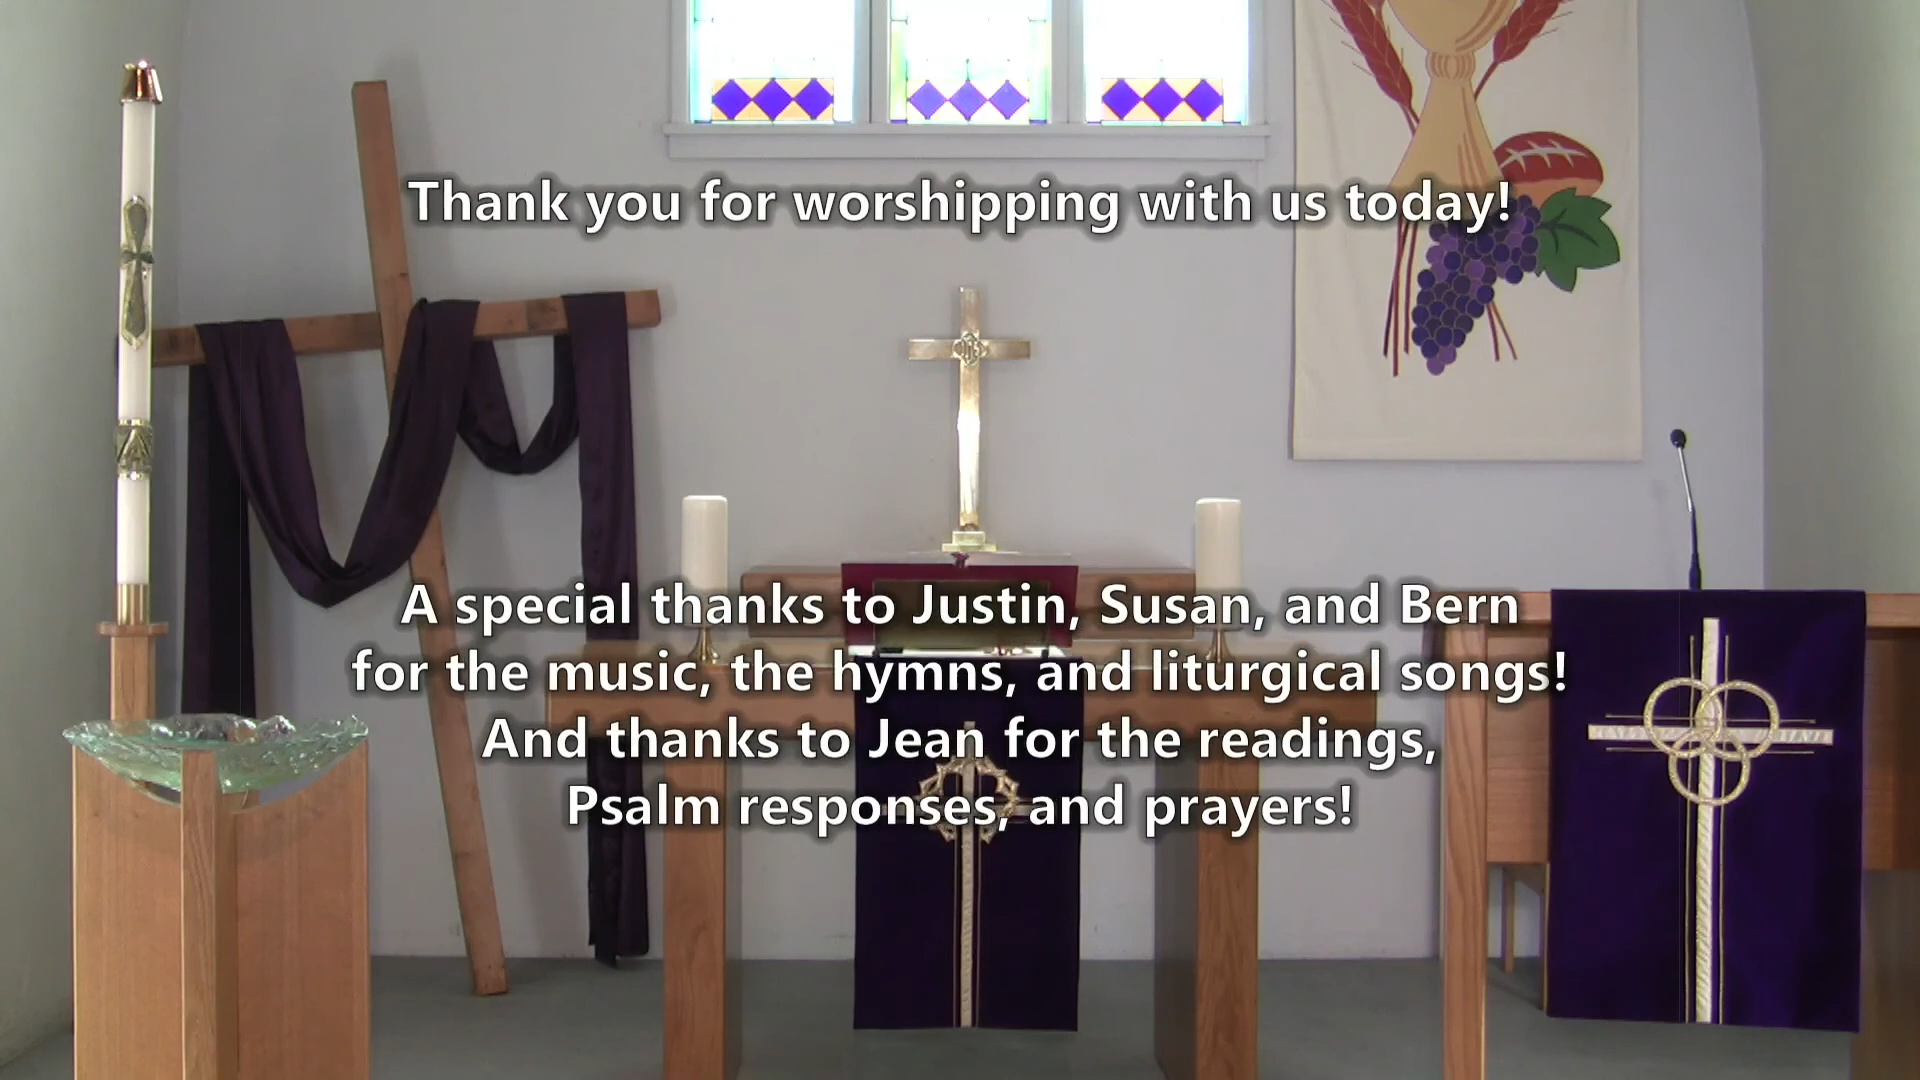 Thank you for worshipping with us today!
A special thanks to Justin, Susan, and Bern
for the music, the hymns, and liturgical songs!
And thanks to Jean for the readings,
Psalm responses, and prayers!